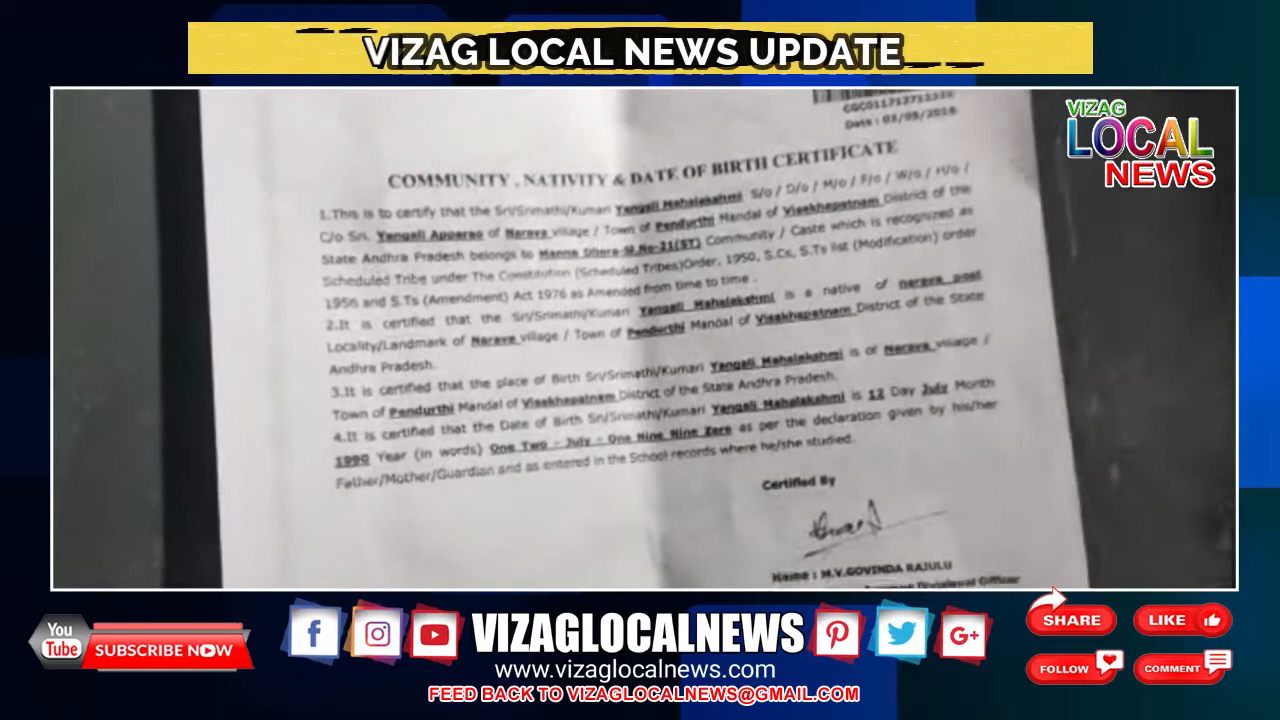 VIZAG LOCAL NEWS UPDATE
VIZAG
LOCAL
NEWS
Date : 03/05/2018
COMMUNITY , NATIVITY & DATE OF BIRTH CERTIFICATE
1.This is to certify that the Sri/Srimathi/Kumari Yangali Mahalakshmi S/o / D/o / M/o / F/o / W/o / H/o /
C/o Sri. Yangali Apparao of Narava village / Town of Pendurthi Mandal of Visakhapatnam District of the
State Andhra Pradesh belongs to Manna Dhora-Sl.No-21(ST) Community / Caste which is recognized as
Scheduled Tribe under The Constitution (Scheduled Tribes)Order, 1950, S.Cs, S.Ts list (Modification) order
1956 and S.Ts (Amendment) Act 1976 as Amended from time to time .
2.It is certified that the Sri/Srimathi/Kumari Yangali Mahalakshmi is a native of narava post
Locality/Landmark of Narava village / Town of Pendurthi Mandal of Visakhapatnam District of the State
Andhra Pradesh.
3.It is certified that the place of Birth Sri/Srimathi/Kumari Yangali Mahalakshmi is of Narava village /
Town of Pendurthi Mandal of Visakhapatnam District of the State Andhra Pradesh.
4.It is certified that the Date of Birth Sri/Srimathi/Kumari Yangali Mahalakshmi is 12 Day July Month
1990 Year (in words) One Two - July - One Nine Nine Zero as per the declaration given by his/her
Father/Mother/Guardian and as entered in the School records where he/she studied.
Certified By
Name : M.V.GOVINDA RAJULU
Divisional Officer
You
Tube
SUBSCRIBE NOW
VIZAGLOCALNEWS
www.vizaglocalnews.com
FEED BACK TO VIZAGLOCALNEWS@GMAIL.COM
G+
SHARE
LIKE
FOLLOW
COMMENT